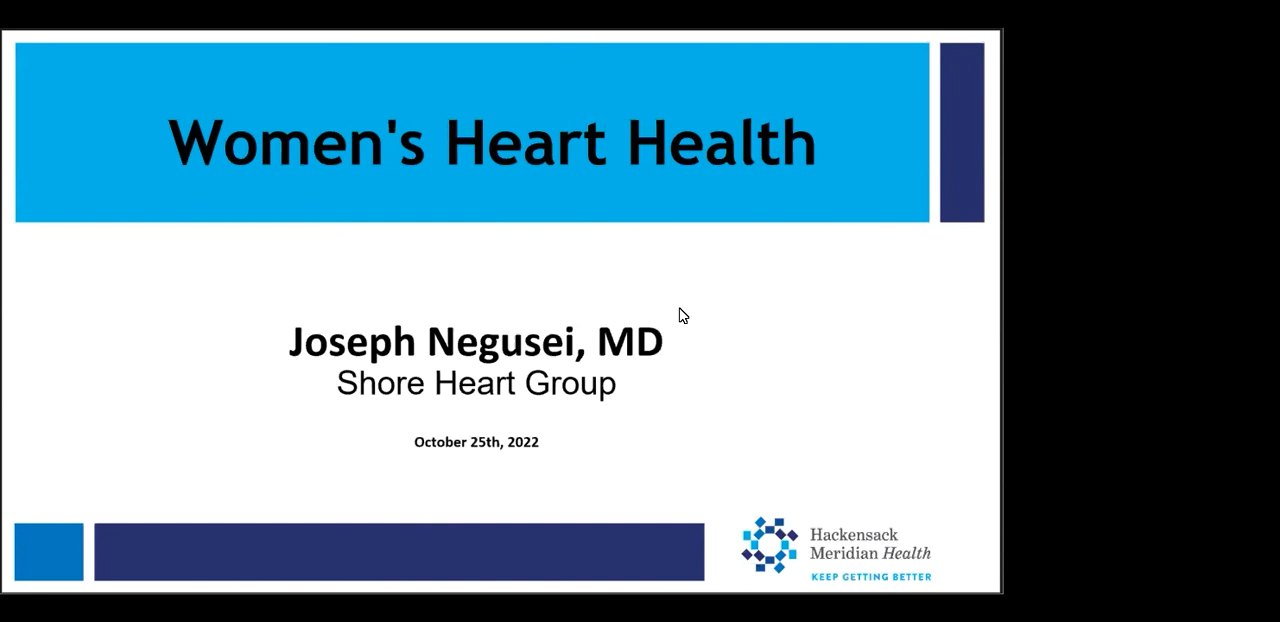 Women's Heart Health
Joseph Negusei, MD
Shore Heart Group
October 25th, 2022
Hackensack
Meridian Health
KEEP GETTING BETTER